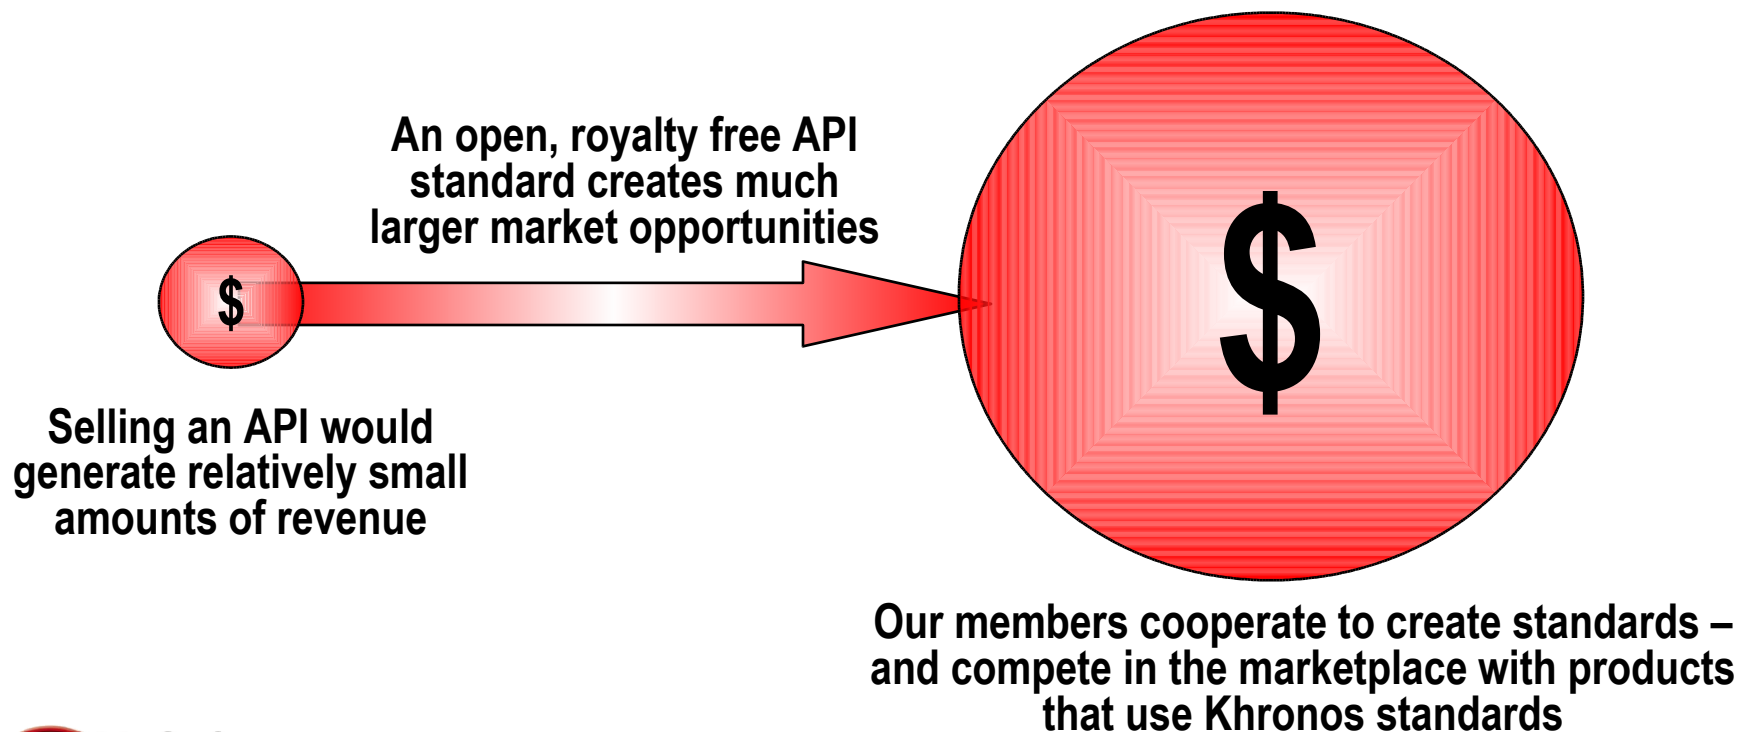 An open, royalty free API
standard creates much
larger market opportunities
$
$
Selling an API would
generate relatively small
amounts of revenue
Our members cooperate to create standards –
and compete in the marketplace with products
that use Khronos standards